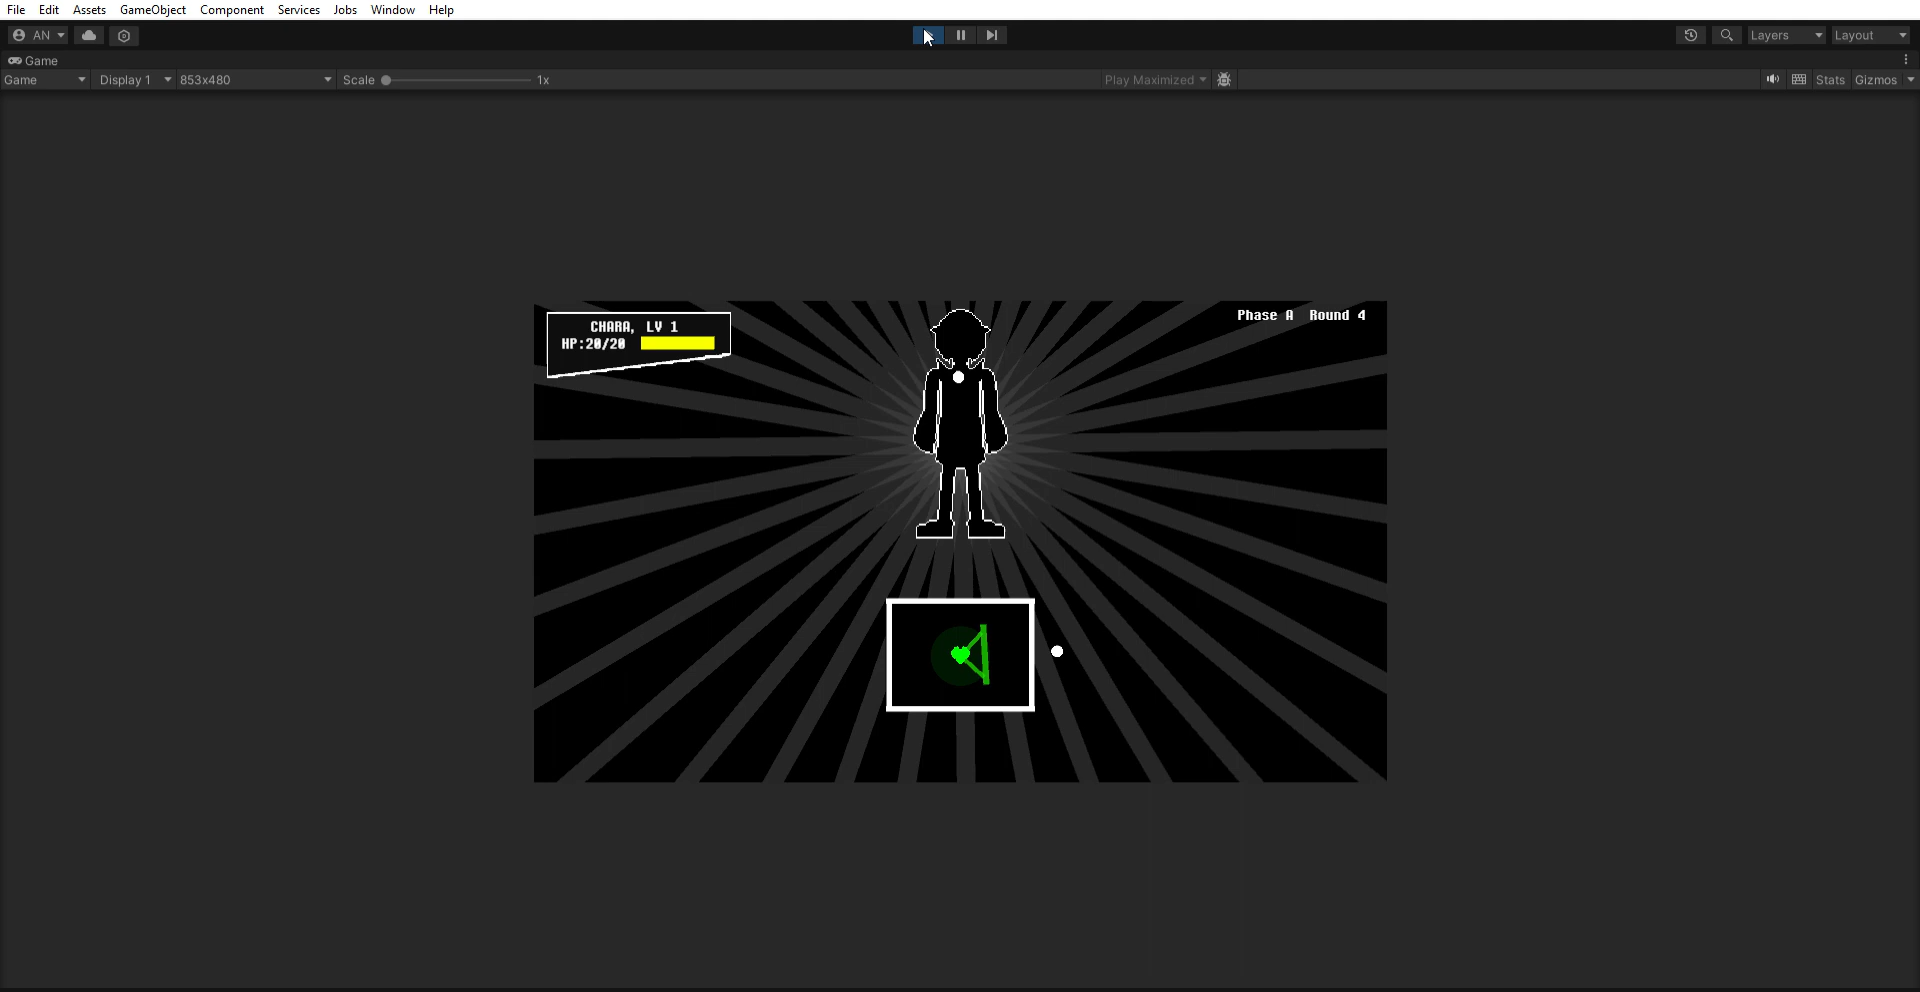 File Edit Assets GameObject Component Services Jobs Window Help
AN Layers Layout
Game
Game Display 1 853x480 Scale 1x Play Maximized Stats Gizmos
CHARA, LV 1
HP:20/20
Phase A Round 4